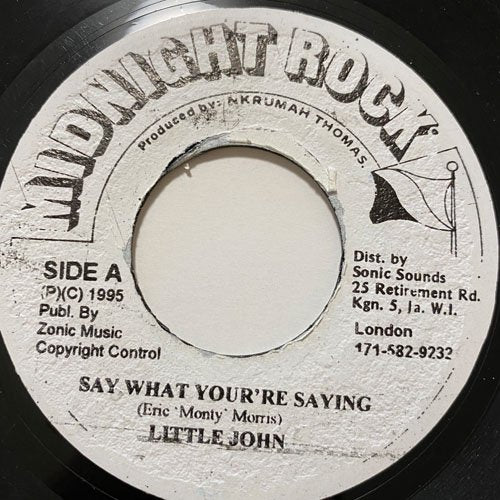 MIDNIGHT ROCK
Produced by: NKRUMAH THOMAS.
SIDE A
(P)(C) 1995
Publ. By
Zonic Music
Copyright Control
Dist. by
Sonic Sounds
25 Retirement Rd.
Kgn. 5, Ja. W.I.
London
171-582-9232
SAY WHAT YOUR'RE SAYING
(Eric 'Monty' Morris)
LITTLE JOHN